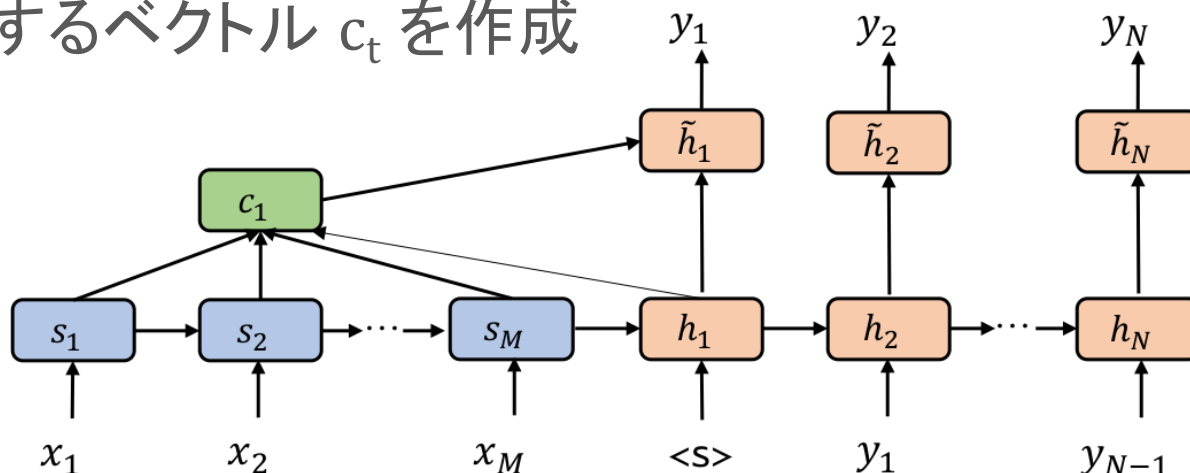 するベクトル cₜ を作成
y₁ y₂ y_N
h̃₁ h̃₂ h̃_N
c₁
s₁ s₂ ··· s_M h₁ h₂ ··· h_N
x₁ x₂ x_M <s> y₁ y_{N−1}